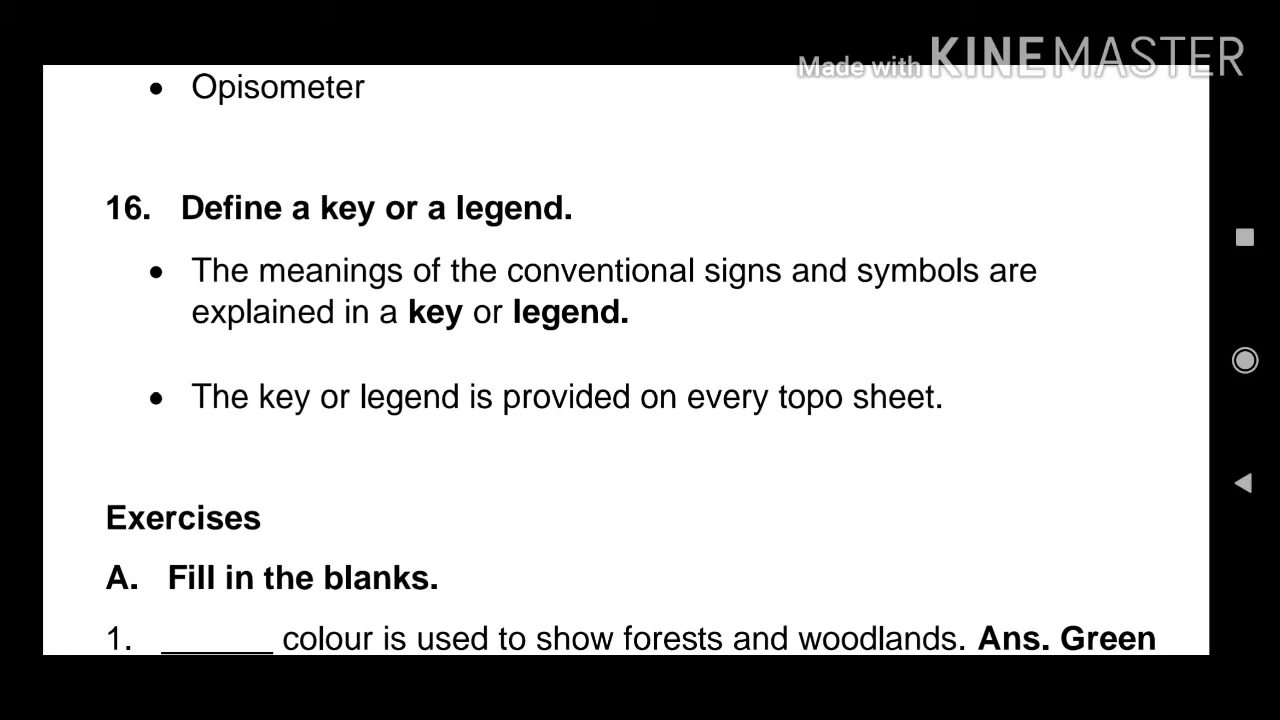 Made with KINEMASTER
• Opisometer
16. Define a key or a legend.
• The meanings of the conventional signs and symbols are
explained in a key or legend.
• The key or legend is provided on every topo sheet.
Exercises
A. Fill in the blanks.
1. ______ colour is used to show forests and woodlands. Ans. Green